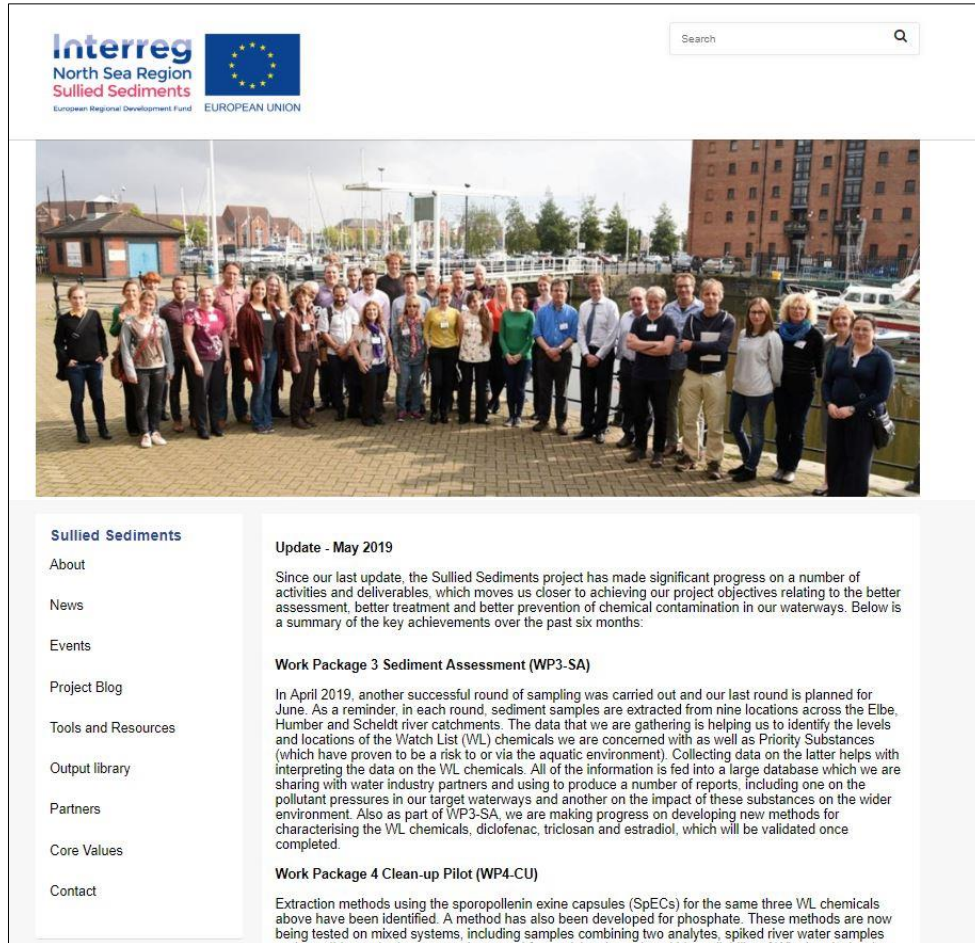 Interreg
North Sea Region
Sullied Sediments
European Regional Development Fund
EUROPEAN UNION
Search
Sullied Sediments
About
News
Events
Project Blog
Tools and Resources
Output library
Partners
Core Values
Contact
Update - May 2019
Since our last update, the Sullied Sediments project has made significant progress on a number of
activities and deliverables, which moves us closer to achieving our project objectives relating to the better
assessment, better treatment and better prevention of chemical contamination in our waterways. Below is
a summary of the key achievements over the past six months:
Work Package 3 Sediment Assessment (WP3-SA)
In April 2019, another successful round of sampling was carried out and our last round is planned for
June. As a reminder, in each round, sediment samples are extracted from nine locations across the Elbe,
Humber and Scheldt river catchments. The data that we are gathering is helping us to identify the levels
and locations of the Watch List (WL) chemicals we are concerned with as well as Priority Substances
(which have proven to be a risk to or via the aquatic environment). Collecting data on the latter helps with
interpreting the data on the WL chemicals. All of the information is fed into a large database which we are
sharing with water industry partners and using to produce a number of reports, including one on the
pollutant pressures in our target waterways and another on the impact of these substances on the wider
environment. Also as part of WP3-SA, we are making progress on developing new methods for
characterising the WL chemicals, diclofenac, triclosan and estradiol, which will be validated once
completed.
Work Package 4 Clean-up Pilot (WP4-CU)
Extraction methods using the sporopollenin exine capsules (SpECs) for the same three WL chemicals
above have been identified. A method has also been developed for phosphate. These methods are now
being tested on mixed systems, including samples combining two analytes, spiked river water samples